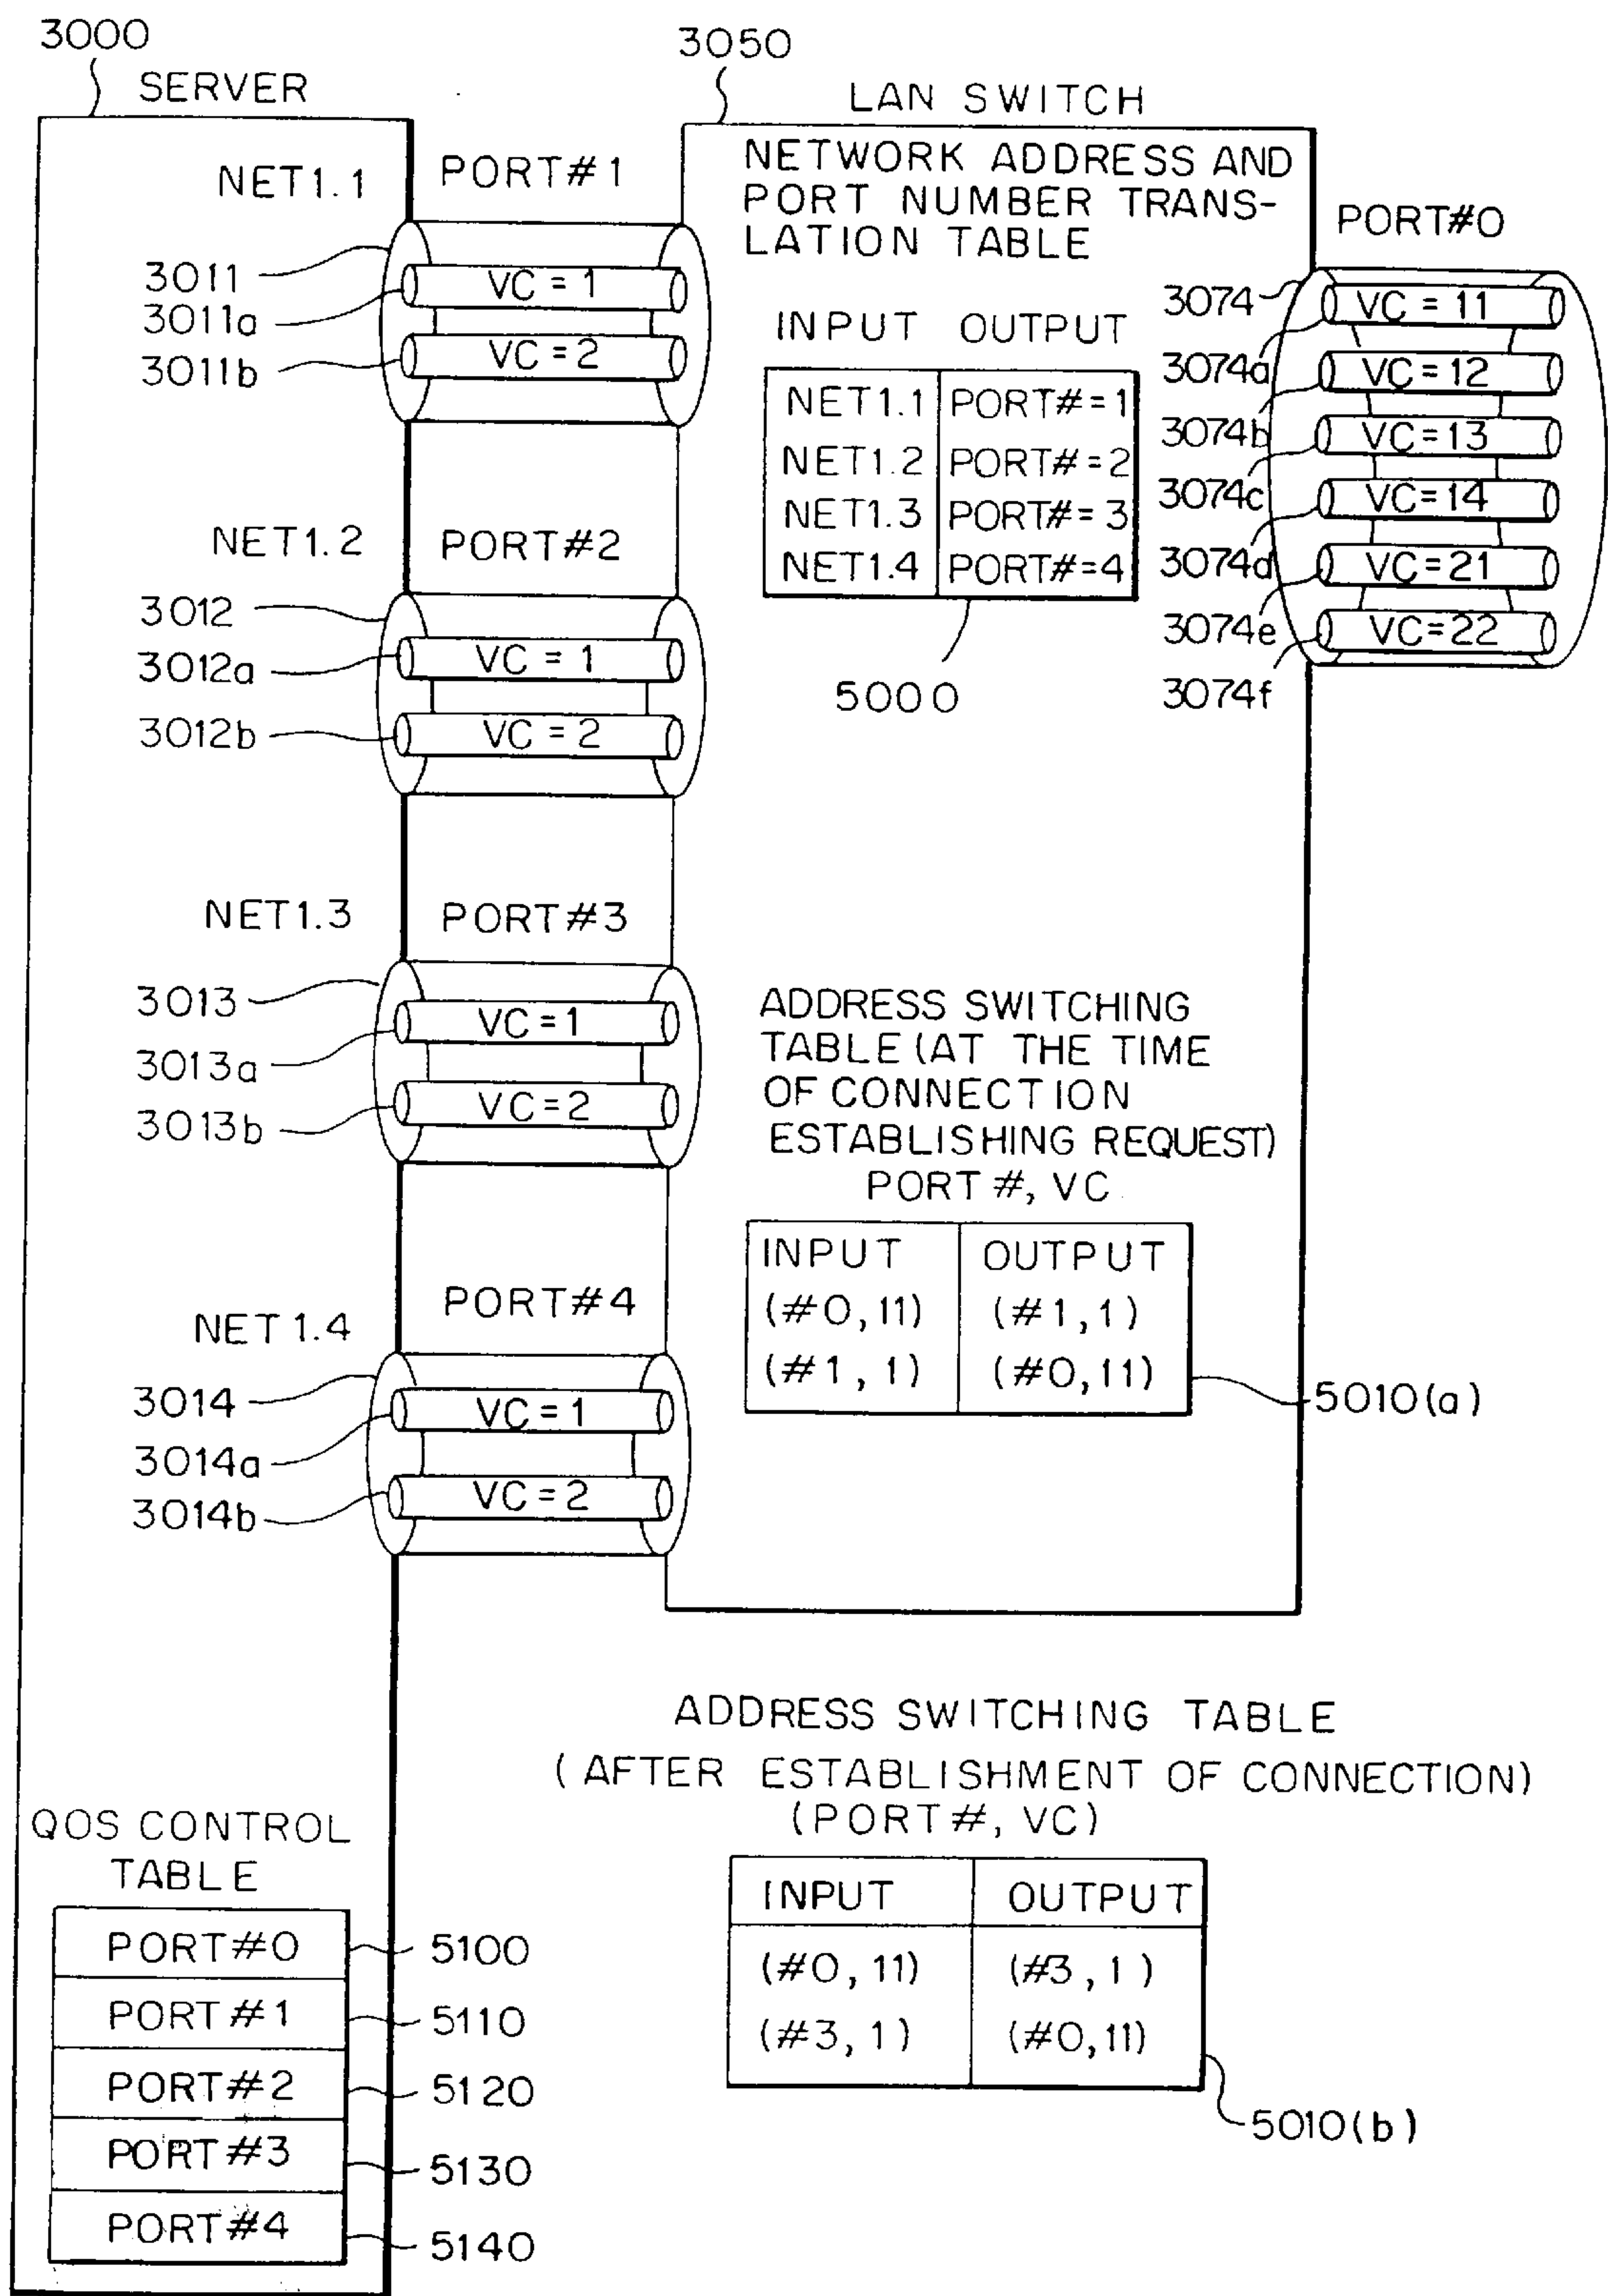 3000
SERVER
3050
LAN SWITCH
NET1.1
PORT#1
3011
3011a
3011b
VC = 1
VC = 2
NET1.2
PORT#2
3012
3012a
3012b
VC = 1
VC = 2
NET1.3
PORT#3
3013
3013a
3013b
VC = 1
VC = 2
NET1.4
PORT#4
3014
3014a
3014b
VC = 1
VC = 2
NETWORK ADDRESS AND
PORT NUMBER TRANS-
LATION TABLE
INPUT OUTPUT
NET1.1 PORT#=1
NET1.2 PORT#=2
NET1.3 PORT#=3
NET1.4 PORT#=4
5000
PORT#0
3074
3074a
3074b
3074c
3074d
3074e
3074f
VC = 11
VC = 12
VC=13
VC=14
VC=21
VC=22
ADDRESS SWITCHING
TABLE (AT THE TIME
OF CONNECTION
ESTABLISHING REQUEST)
PORT #, VC
INPUT OUTPUT
(#0,11) (#1,1)
(#1,1) (#0,11)
5010(a)
ADDRESS SWITCHING TABLE
(AFTER ESTABLISHMENT OF CONNECTION)
(PORT#, VC)
INPUT OUTPUT
(#0,11) (#3,1)
(#3,1) (#0,11)
5010(b)
QOS CONTROL
TABLE
PORT#0 5100
PORT#1 5110
PORT#2 5120
PORT#3 5130
PORT#4 5140